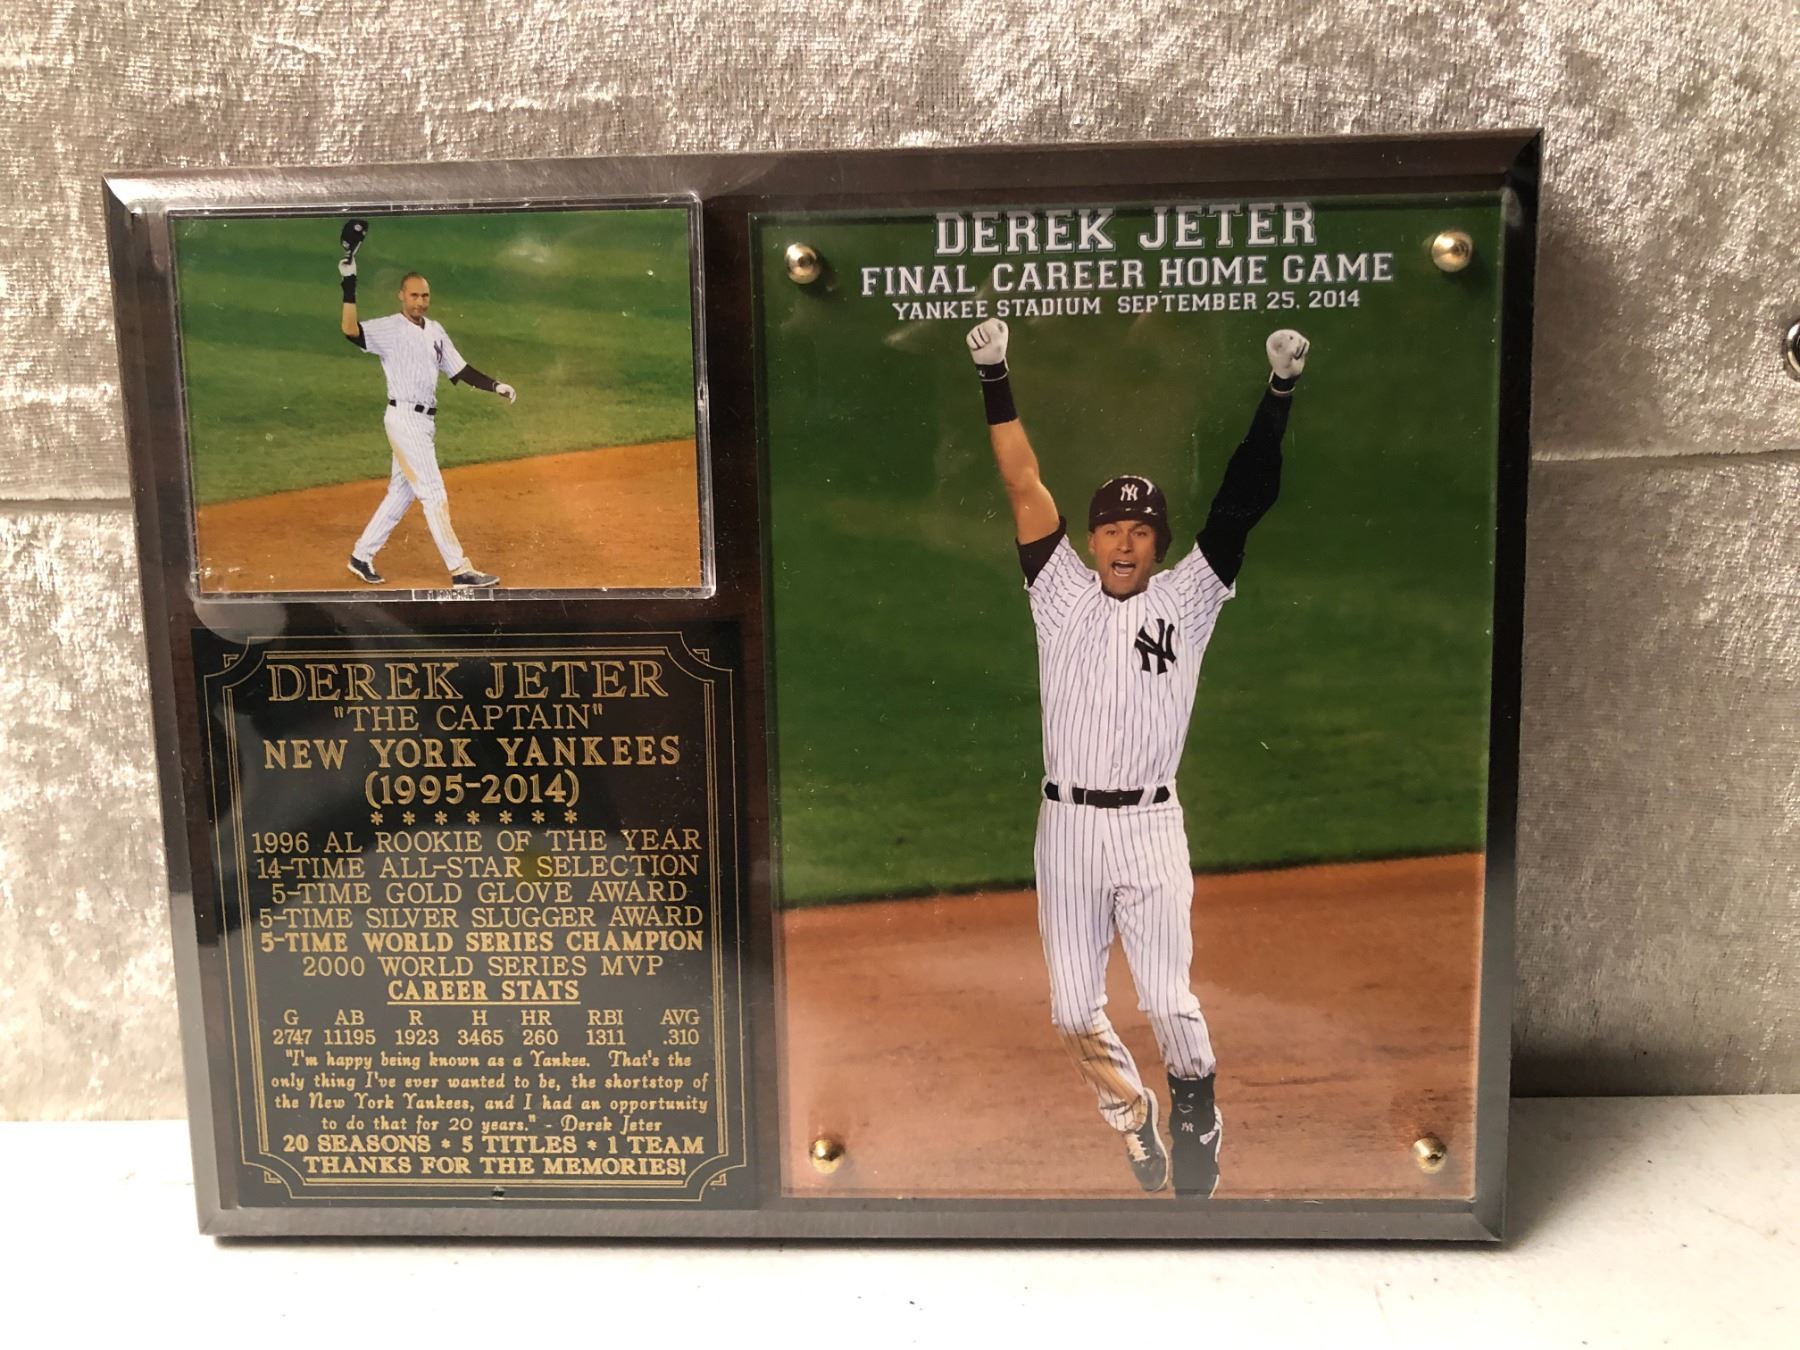 DEREK JETER
FINAL CAREER HOME GAME
YANKEE STADIUM SEPTEMBER 25, 2014
DEREK JETER
"THE CAPTAIN"
NEW YORK YANKEES
(1995-2014)
* * * * * * *
1996 AL ROOKIE OF THE YEAR
14-TIME ALL-STAR SELECTION
5-TIME GOLD GLOVE AWARD
5-TIME SILVER SLUGGER AWARD
5-TIME WORLD SERIES CHAMPION
2000 WORLD SERIES MVP
CAREER STATS
G AB R H HR RBI AVG
2747 11195 1923 3465 260 1311 .310
"I'm happy being known as a Yankee. That's the
only thing I've ever wanted to be, the shortstop of
the New York Yankees, and I had an opportunity
to do that for 20 years." - Derek Jeter
20 SEASONS * 5 TITLES * 1 TEAM
THANKS FOR THE MEMORIES!
NY
NY